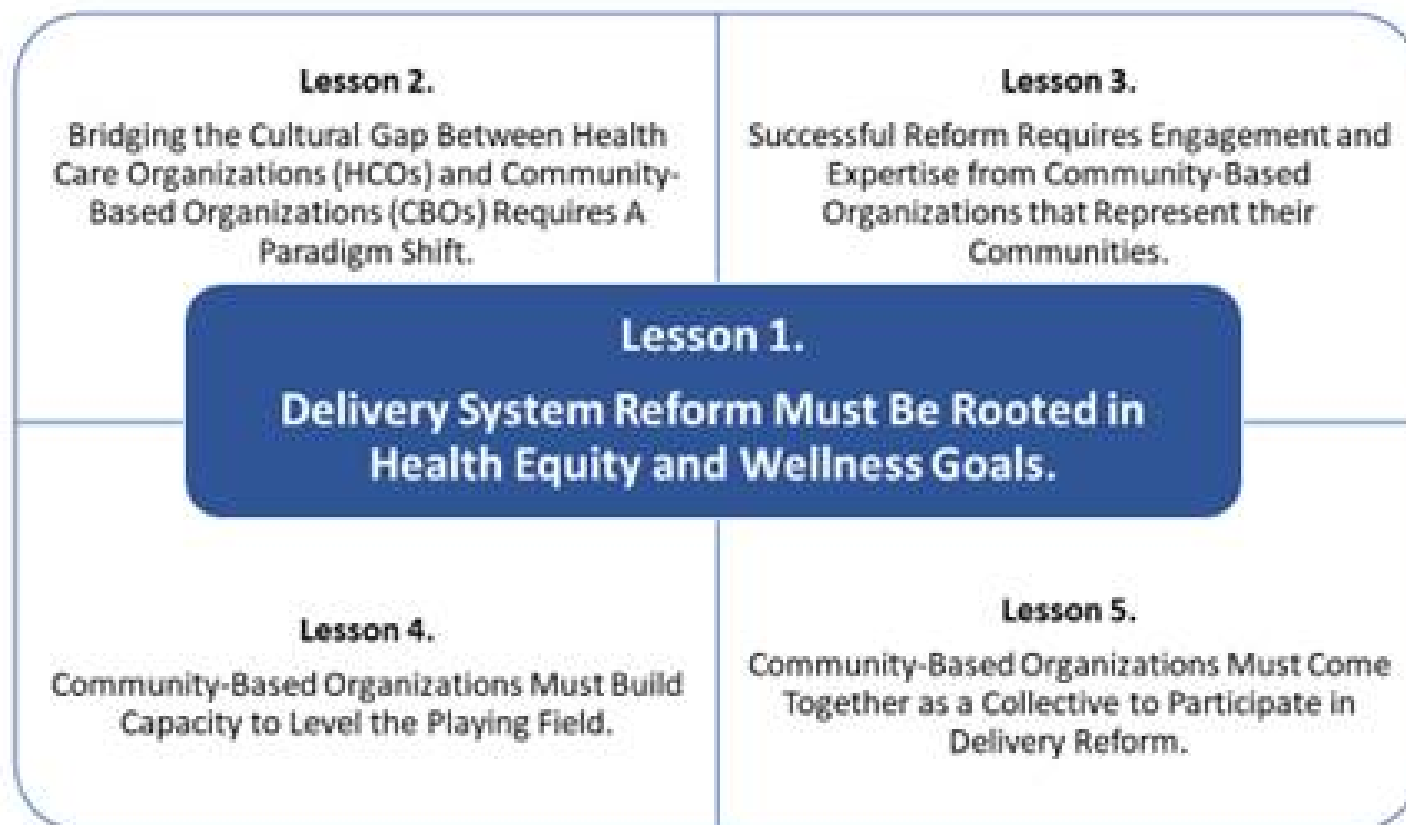 Lesson 2.
Bridging the Cultural Gap Between Health
Care Organizations (HCOs) and Community-
Based Organizations (CBOs) Requires A
Paradigm Shift.
Lesson 3.
Successful Reform Requires Engagement and
Expertise from Community-Based
Organizations that Represent their
Communities.
Lesson 1.
Delivery System Reform Must Be Rooted in
Health Equity and Wellness Goals.
Lesson 4.
Community-Based Organizations Must Build
Capacity to Level the Playing Field.
Lesson 5.
Community-Based Organizations Must Come
Together as a Collective to Participate in
Delivery Reform.